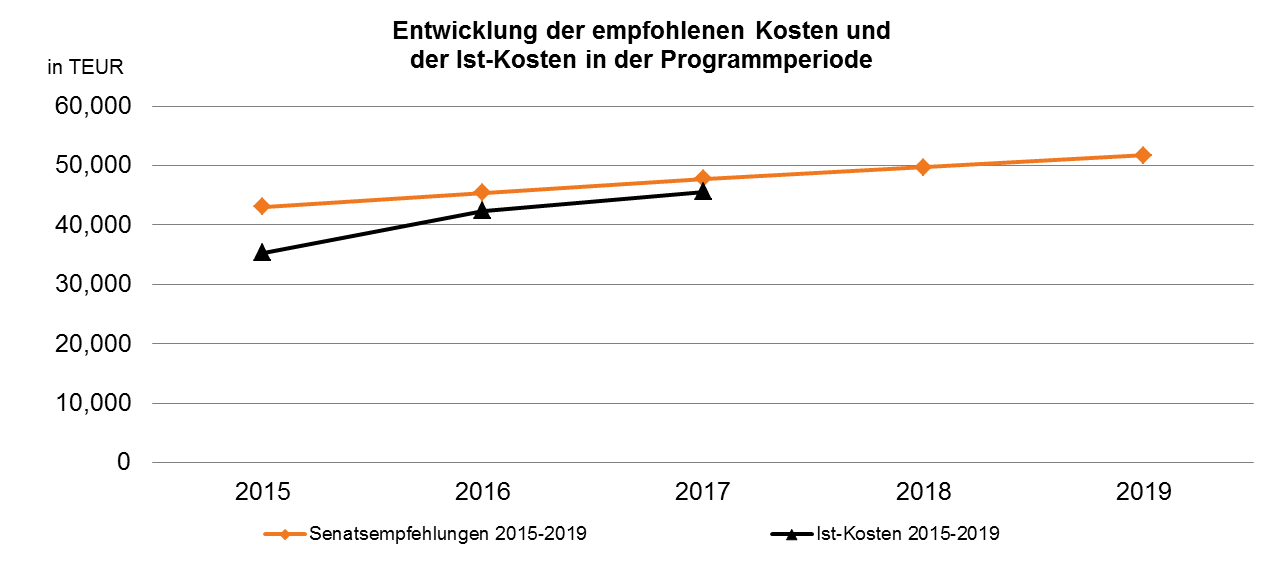 Entwicklung der empfohlenen Kosten und
der Ist-Kosten in der Programmperiode
in TEUR
60,000
50,000
40,000
30,000
20,000
10,000
0
2015 2016 2017 2018 2019
Senatsempfehlungen 2015-2019 Ist-Kosten 2015-2019